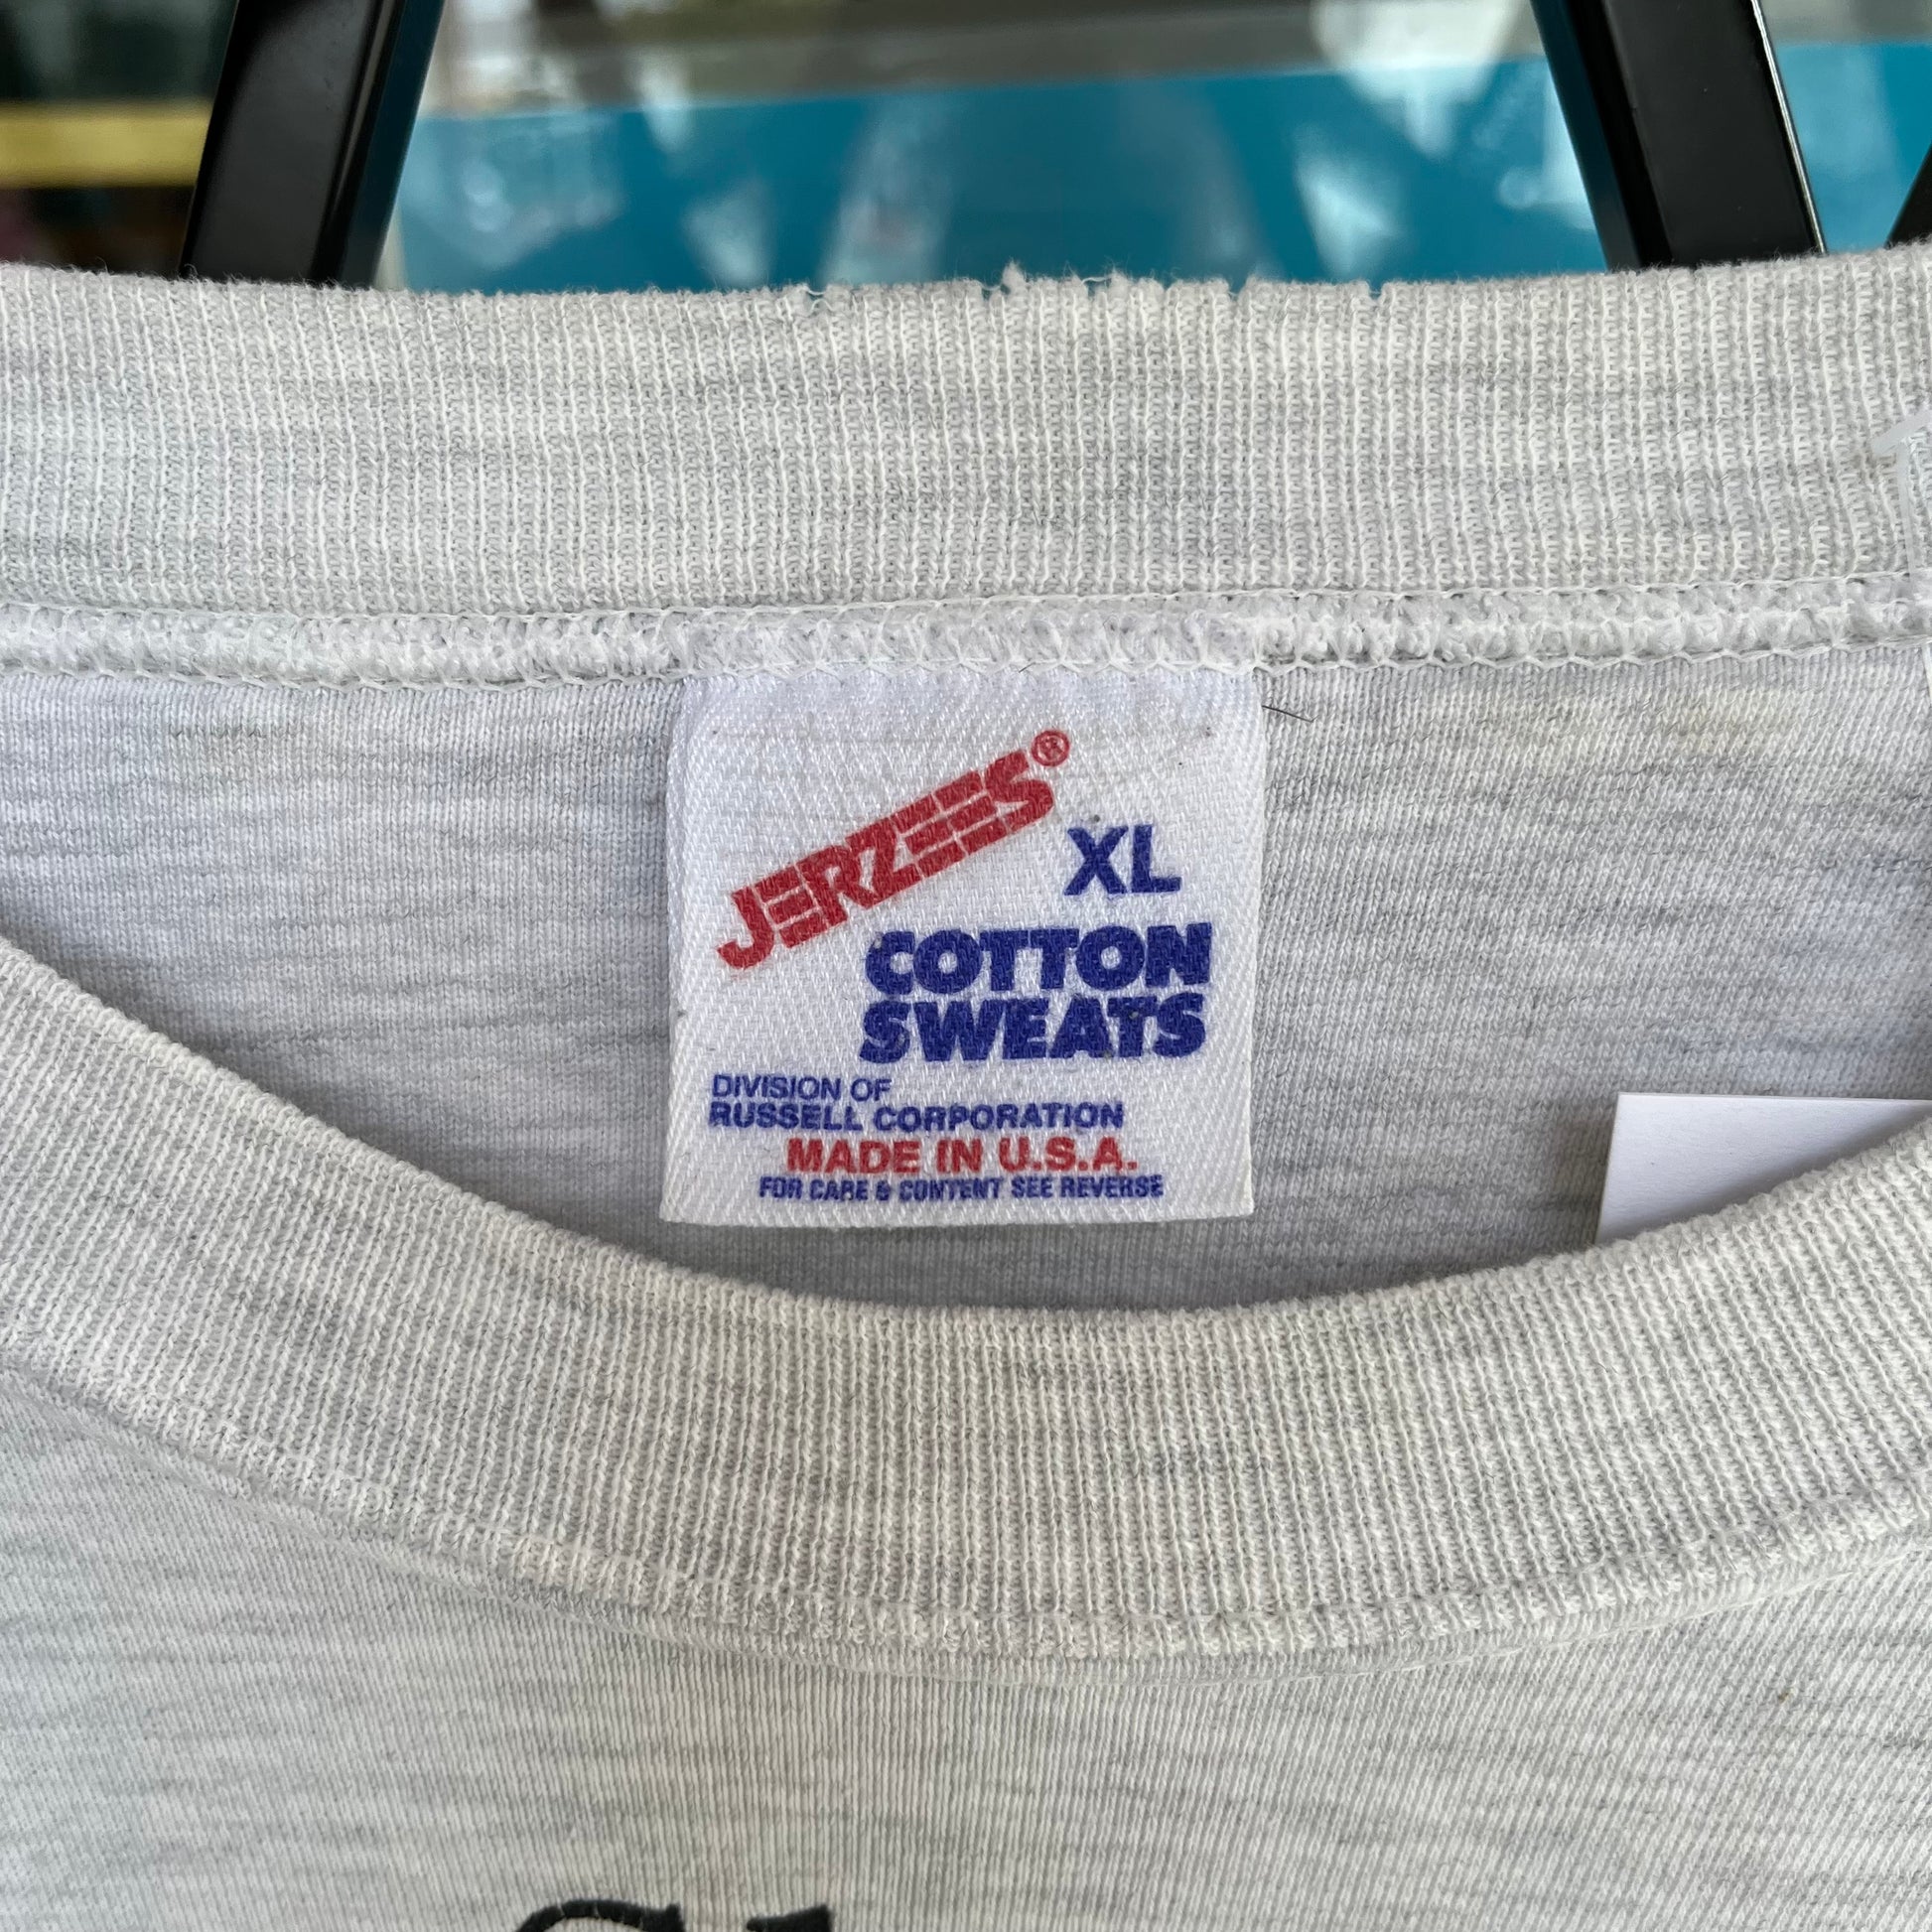 JERZEES®
XL
COTTON
SWEATS
DIVISION OF
RUSSELL CORPORATION
MADE IN U.S.A.
FOR CARE & CONTENT SEE REVERSE